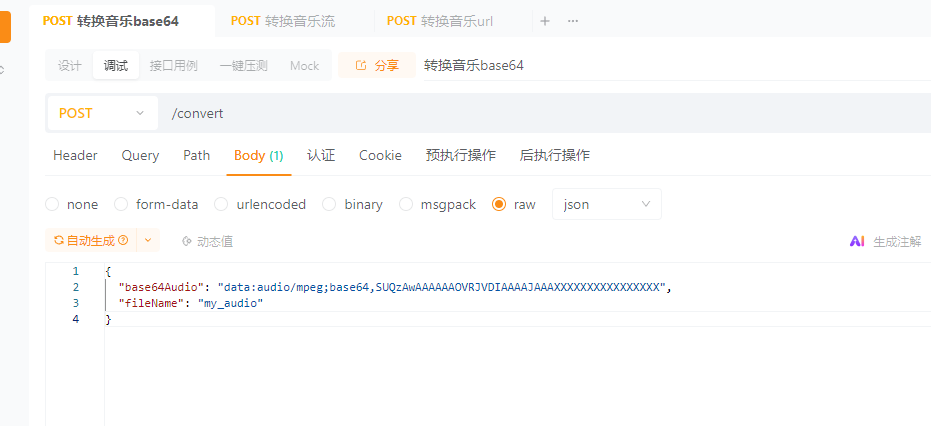 POST 转换音乐base64 POST 转换音乐流 POST 转换音乐url
设计 调试 接口用例 一键压测 Mock 分享 转换音乐base64
POST /convert
Header Query Path Body (1) 认证 Cookie 预执行操作 后执行操作
none form-data urlencoded binary msgpack raw json
自动生成 动态值 AI 生成注解
1 {
2 "base64Audio": "data:audio/mpeg;base64,SUQzAwAAAAAAOVRJVDIAAAAJAAAXXXXXXXXXXXXXXXX",
3 "fileName": "my_audio"
4 }